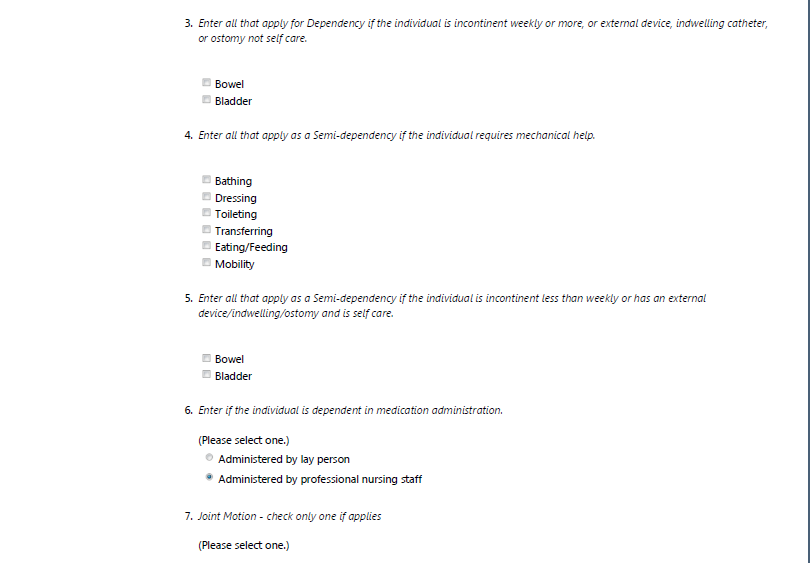 3. Enter all that apply for Dependency if the individual is incontinent weekly or more, or external device, indwelling catheter,
or ostomy not self care.
Bowel
Bladder
4. Enter all that apply as a Semi-dependency if the individual requires mechanical help.
Bathing
Dressing
Toileting
Transferring
Eating/Feeding
Mobility
5. Enter all that apply as a Semi-dependency if the individual is incontinent less than weekly or has an external
device/indwelling/ostomy and is self care.
Bowel
Bladder
6. Enter if the individual is dependent in medication administration.
(Please select one.)
Administered by lay person
Administered by professional nursing staff
7. Joint Motion - check only one if applies
(Please select one.)